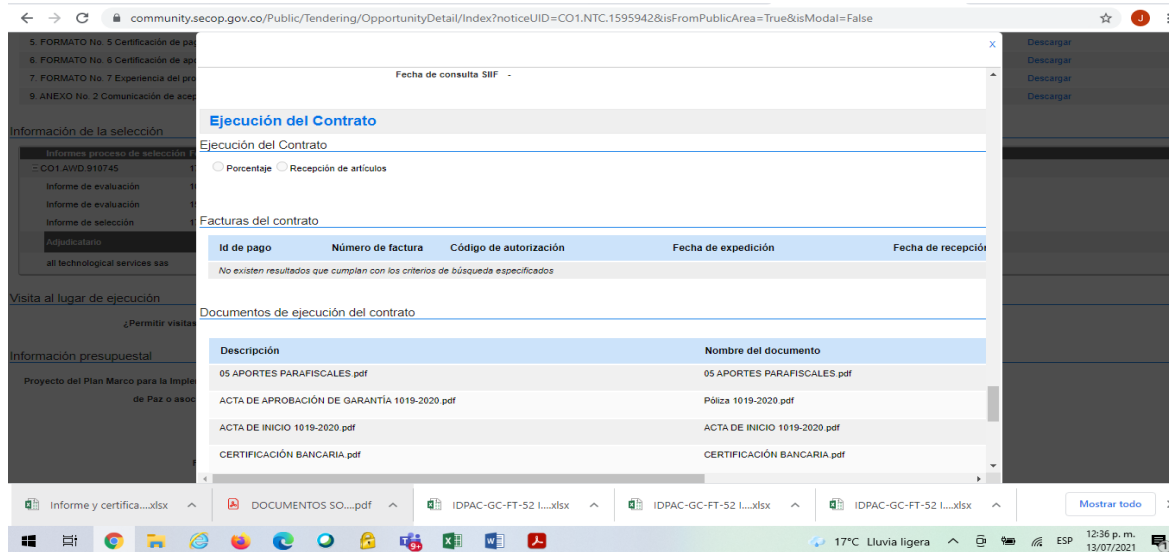 community.secop.gov.co/Public/Tendering/OpportunityDetail/Index?noticeUID=CO1.NTC.1595942&isFromPublicArea=True&isModal=False
J
5. FORMATO No. 5 Certificación de pag
x
Descargar
6. FORMATO No. 6 Certificación de apo
Descargar
7. FORMATO No. 7 Experiencia del pro
Fecha de consulta SIIF -
Descargar
9. ANEXO No. 2 Comunicación de acep
Descargar
Ejecución del Contrato
Información de la selección
Ejecución del Contrato
Informes proceso de selección
Porcentaje Recepción de artículos
CO1.AWD.910745
Informe de evaluación
Informe de evaluación
Informe de selección
Facturas del contrato
Adjudicatario
Id de pago Número de factura Código de autorización Fecha de expedición Fecha de recepción
all technological services sas
No existen resultados que cumplan con los criterios de búsqueda especificados
Visita al lugar de ejecución
Documentos de ejecución del contrato
¿Permitir visitas
Descripción Nombre del documento
Información presupuestal
05 APORTES PARAFISCALES.pdf 05 APORTES PARAFISCALES.pdf
Proyecto del Plan Marco para la Imple
de Paz o asoc
ACTA DE APROBACIÓN DE GARANTÍA 1019-2020.pdf Póliza 1019-2020.pdf
ACTA DE INICIO 1019-2020.pdf ACTA DE INICIO 1019-2020.pdf
CERTIFICACIÓN BANCARIA.pdf CERTIFICACIÓN BANCARIA.pdf
Informe y certifica....xlsx DOCUMENTOS SO....pdf IDPAC-GC-FT-52 I....xlsx IDPAC-GC-FT-52 I....xlsx IDPAC-GC-FT-52 I....xlsx Mostrar todo
17°C Lluvia ligera ESP 12:36 p. m.
13/07/2021